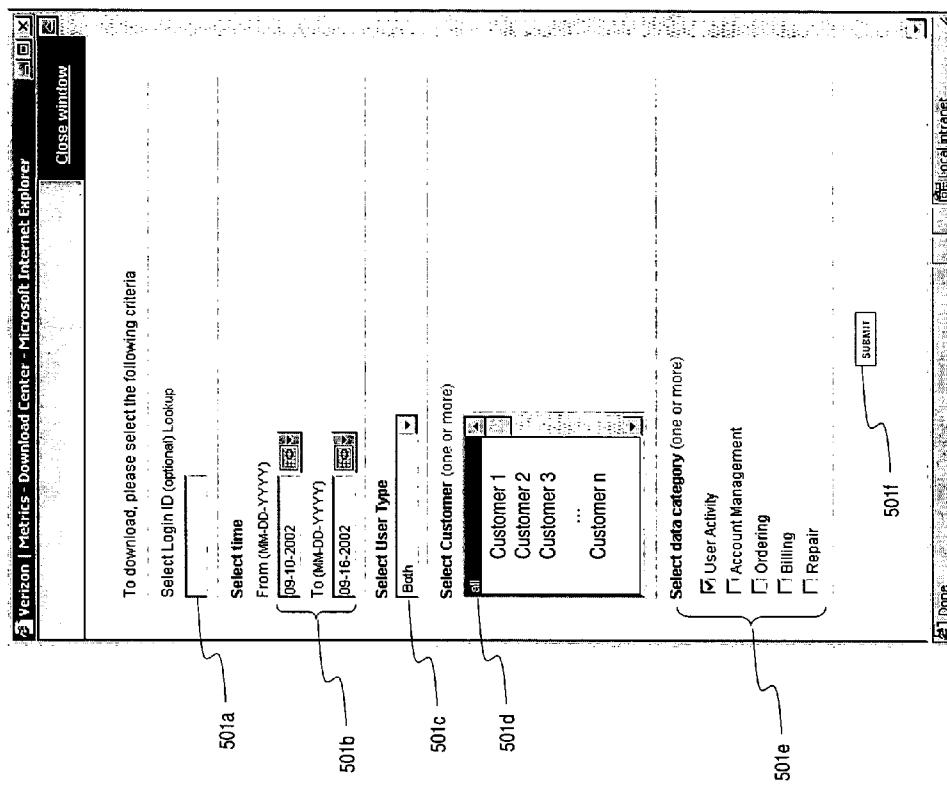 Verizon | Metrics - Download Center - Microsoft Internet Explorer
Close window
To download, please select the following criteria
Select Login ID (optional) Lookup
501a
Select time
From (MM-DD-YYYY)
09-10-2002
To (MM-DD-YYYY)
09-16-2002
501b
Select User Type
Both
501c
Select Customer (one or more)
all
Customer 1
Customer 2
Customer 3
...
Customer n
501d
Select data category (one or more)
User Activity
Account Management
Ordering
Billing
Repair
501e
SUBMIT
501f
Done
Local intranet